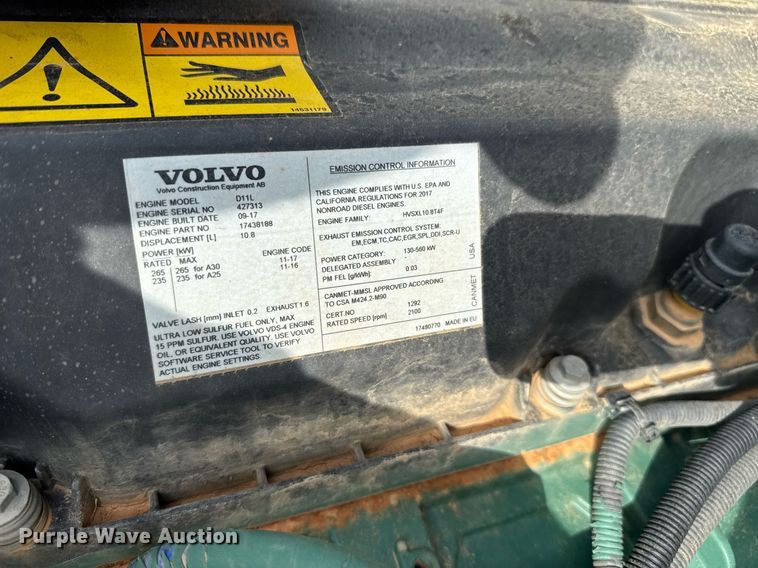 WARNING
14531179
VOLVO
Volvo Construction Equipment AB
ENGINE MODEL D11L
ENGINE SERIAL NO 427313
ENGINE BUILT DATE 09-17
ENGINE PART NO 17438188
DISPLACEMENT [L] 10.8
POWER [kW]
RATED MAX ENGINE CODE
265 265 for A30 11-17
235 235 for A25 11-16
VALVE LASH [mm] INLET 0.2 EXHAUST 1.6
ULTRA LOW SULFUR FUEL ONLY, MAX
15 PPM SULFUR. USE VOLVO VDS-4 ENGINE
OIL, OR EQUIVALENT QUALITY. USE VOLVO
SOFTWARE SERVICE TOOL TO VERIFY
ACTUAL ENGINE SETTINGS.
EMISSION CONTROL INFORMATION
THIS ENGINE COMPLIES WITH U.S. EPA AND
CALIFORNIA REGULATIONS FOR 2017
NONROAD DIESEL ENGINES.
ENGINE FAMILY: HVSXL10.8T4F
EXHAUST EMISSION CONTROL SYSTEM:
EM,ECM,TC,CAC,EGR,SPL,DDI,SCR-U
POWER CATEGORY: 130-560 kW
DELEGATED ASSEMBLY
PM FEL [g/kWh]: 0.03
USA
CANMET-MMSL APPROVED ACCORDING
TO CSA M424.2-M90
CERT.NO 1292
RATED SPEED [rpm] 2100
CANMET
17490770 MADE IN EU
Purple Wave Auction